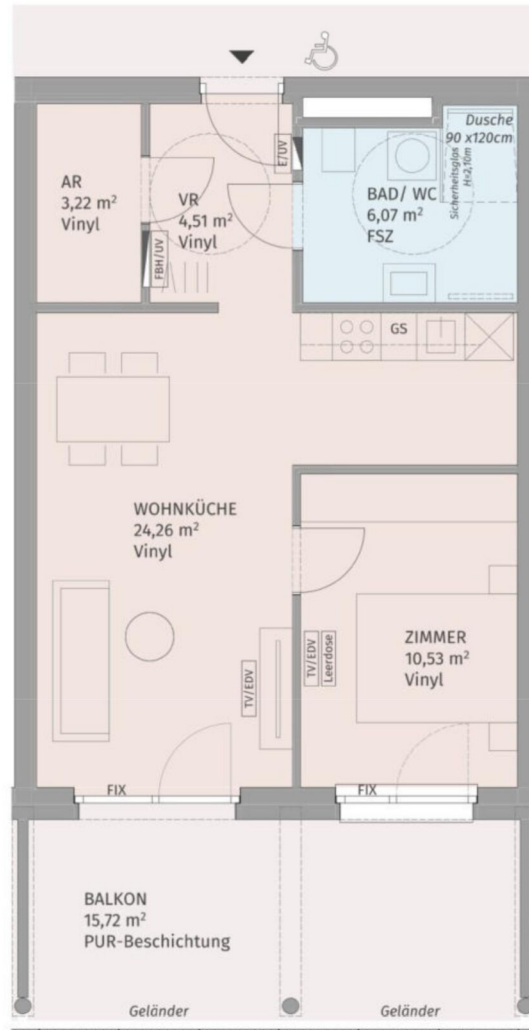 Dusche
90 x120cm
Sicherheitsglas
H=2,10m
E/UV
AR
3,22 m²
Vinyl
VR
4,51 m²
Vinyl
BAD/ WC
6,07 m²
FSZ
FBH/UV
GS
WOHNKÜCHE
24,26 m²
Vinyl
ZIMMER
10,53 m²
Vinyl
TV/EDV
TV/EDV
Leerdose
FIX
FIX
BALKON
15,72 m²
PUR-Beschichtung
Geländer
Geländer